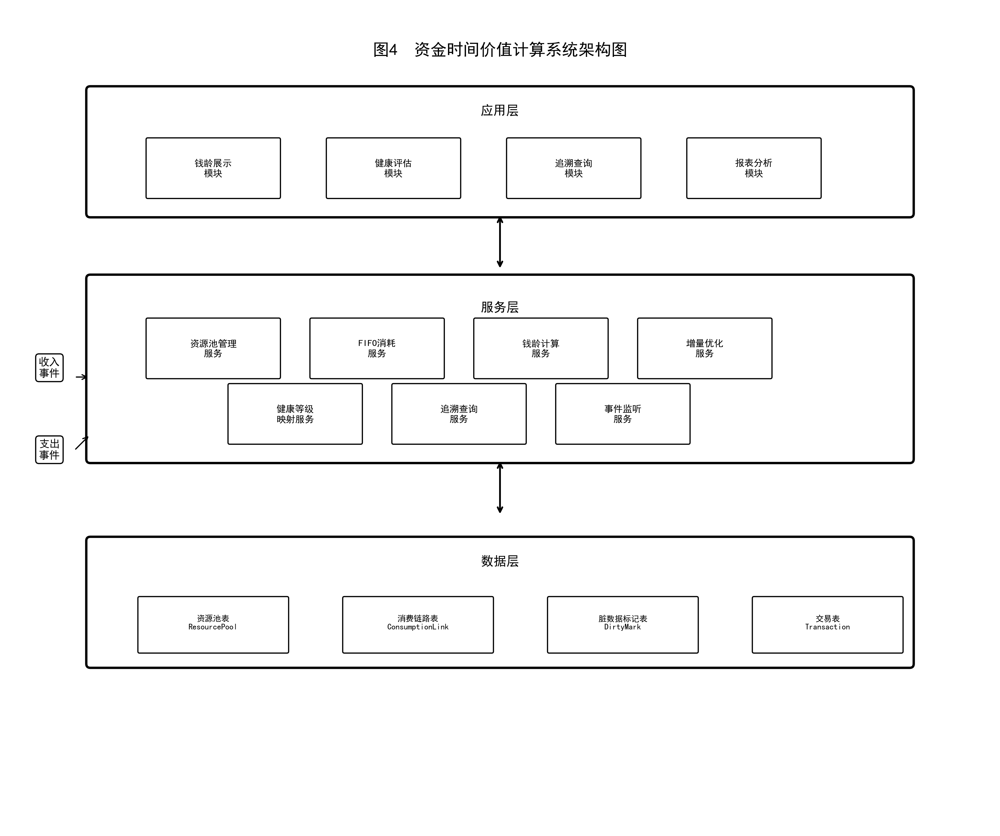 图4　资金时间价值计算系统架构图
应用层
钱龄展示
模块
健康评估
模块
追溯查询
模块
报表分析
模块
服务层
资源池管理
服务
FIFO消耗
服务
钱龄计算
服务
增量优化
服务
收入
事件
健康等级
映射服务
追溯查询
服务
事件监听
服务
支出
事件
数据层
资源池表
ResourcePool
消费链路表
ConsumptionLink
脏数据标记表
DirtyMark
交易表
Transaction